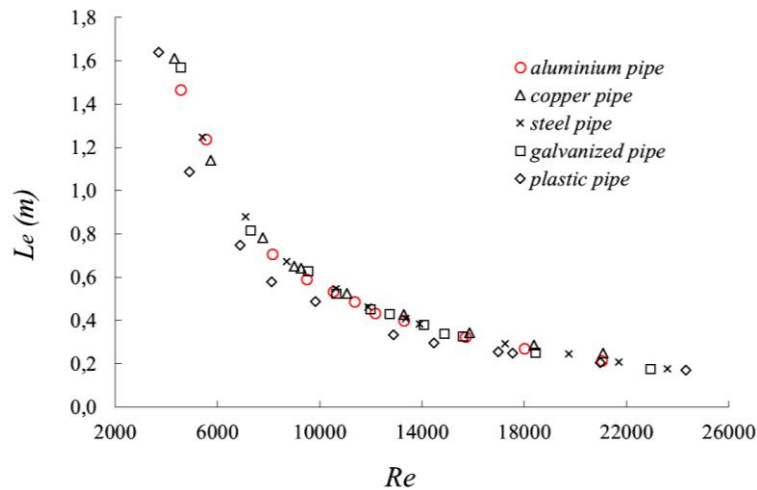 1,8
1,6
1,4
1,2
1,0
0,8
0,6
0,4
0,2
0,0
Le (m)
aluminium pipe
copper pipe
steel pipe
galvanized pipe
plastic pipe
2000 6000 10000 14000 18000 22000 26000
Re